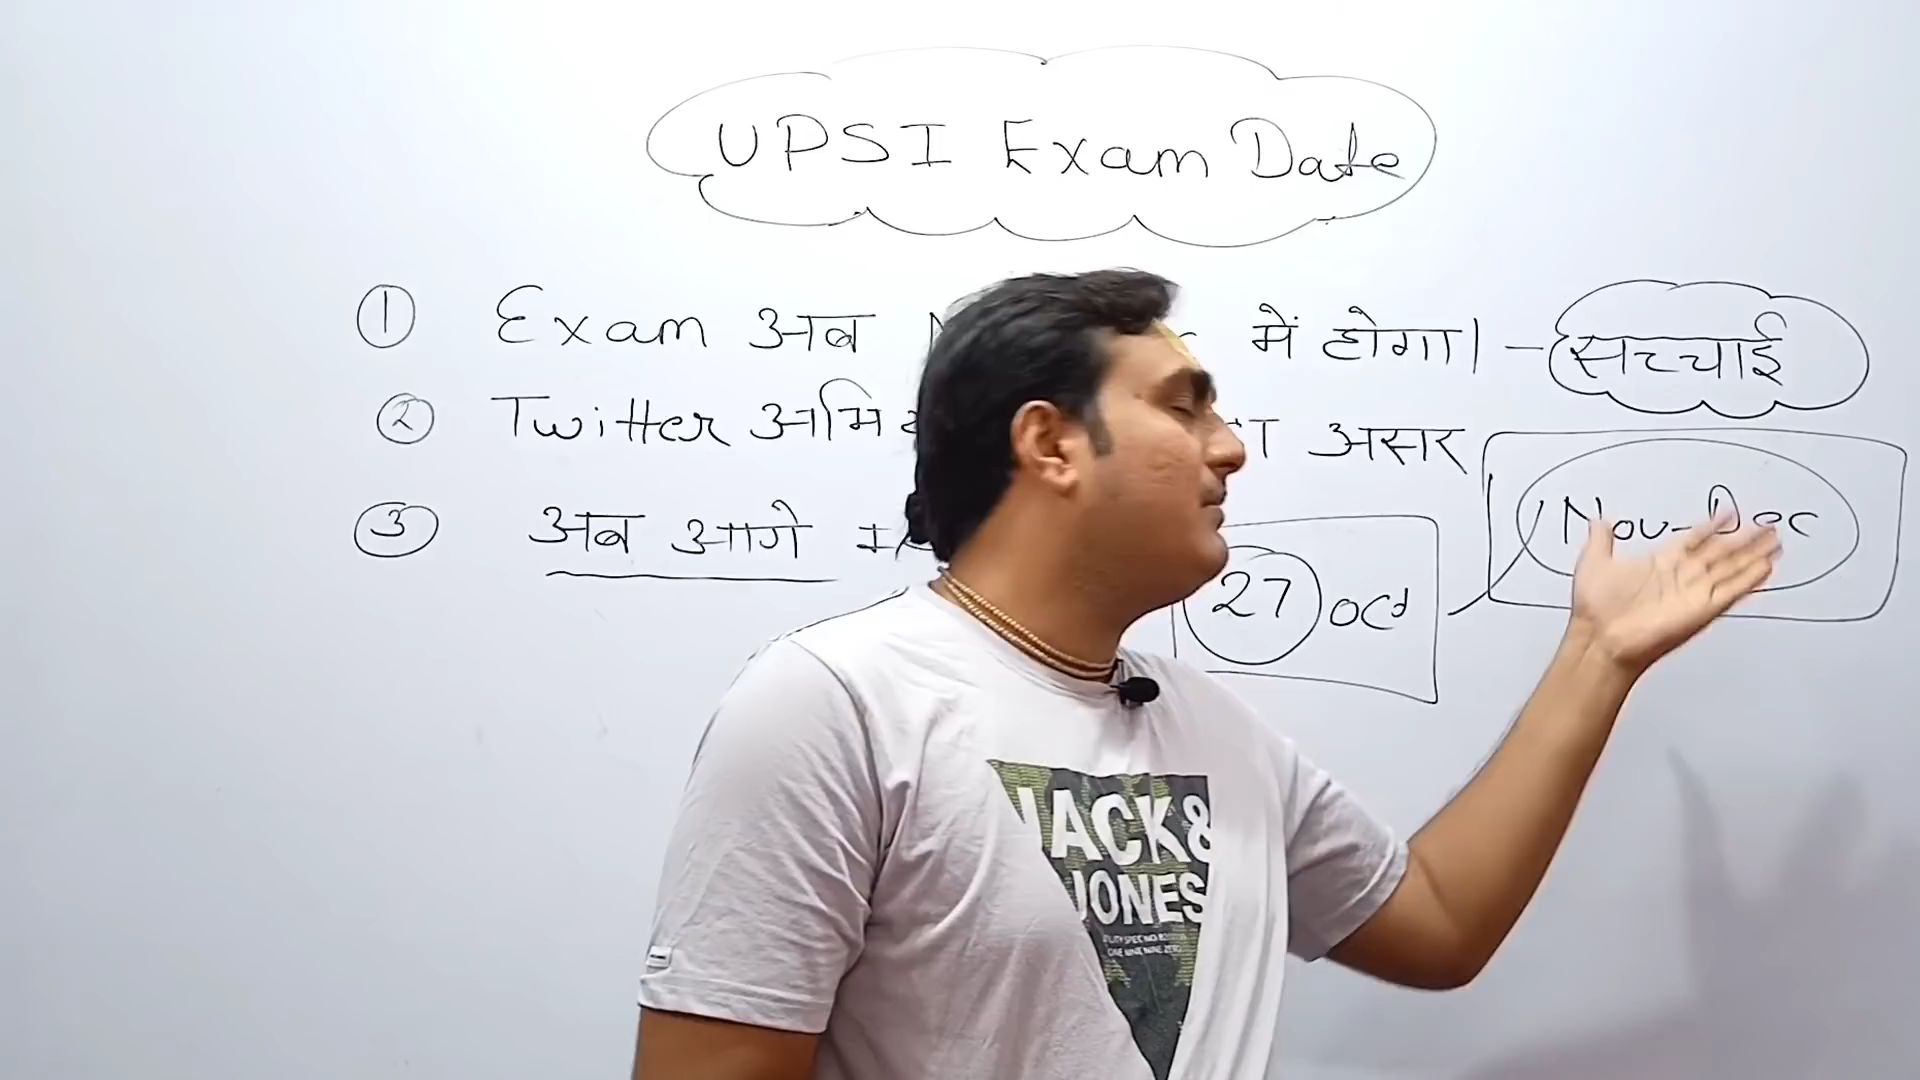 UPSI Exam Date
① Exam अब में होगा। - सच्चाई
② Twitter असर
③ अब आगे
27 oct
Nov-Dec
JACK&
JONES